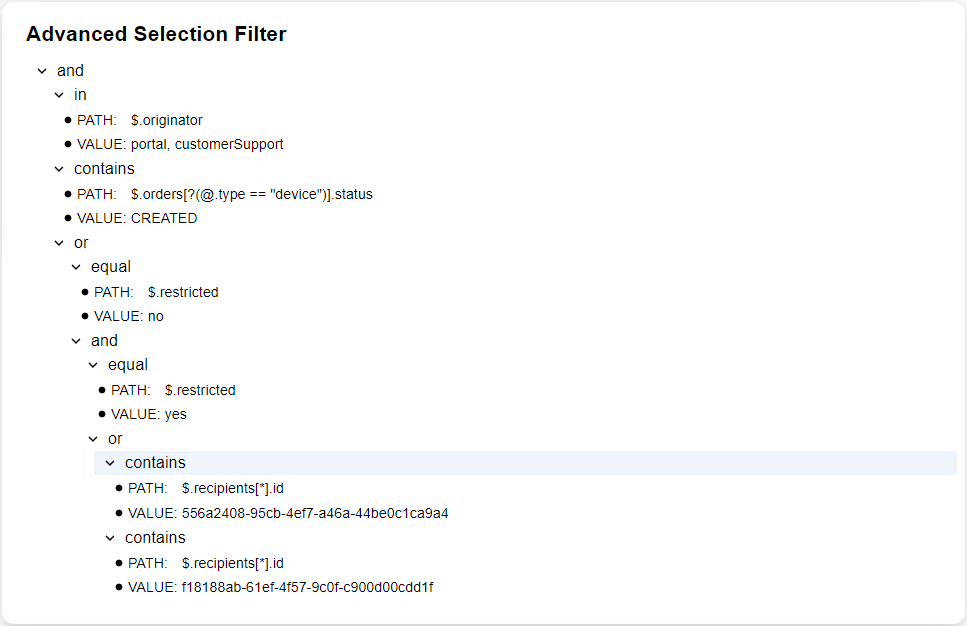 Advanced Selection Filter
and
in
PATH: $.originator
VALUE: portal, customerSupport
contains
PATH: $.orders[?(@.type == "device")].status
VALUE: CREATED
or
equal
PATH: $.restricted
VALUE: no
and
equal
PATH: $.restricted
VALUE: yes
or
contains
PATH: $.recipients[*].id
VALUE: 556a2408-95cb-4ef7-a46a-44be0c1ca9a4
contains
PATH: $.recipients[*].id
VALUE: f18188ab-61ef-4f57-9c0f-c900d00cdd1f